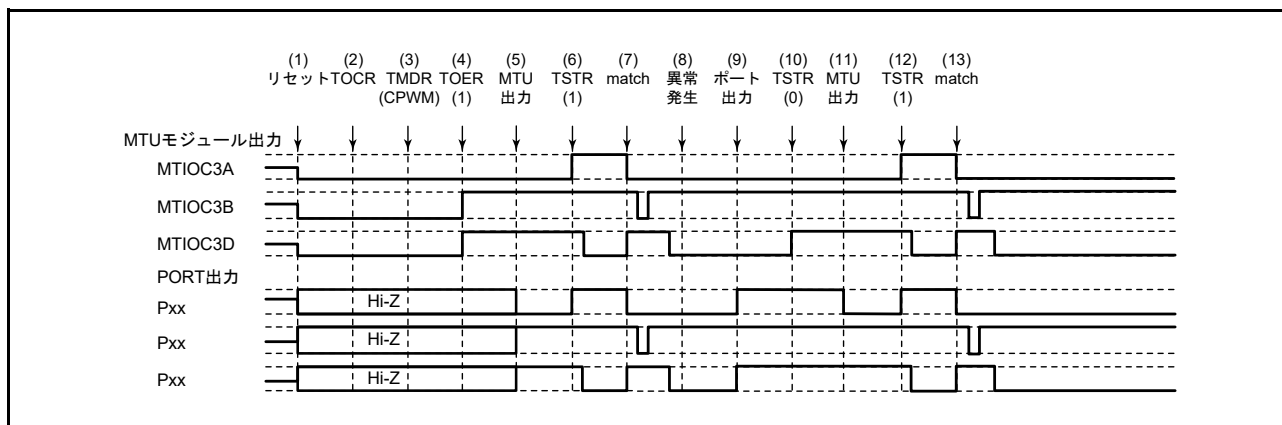 (1) (2) (3) (4) (5) (6) (7) (8) (9) (10) (11) (12) (13)
リセット TOCR TMDR TOER MTU TSTR match 異常 ポート TSTR MTU TSTR match
(CPWM) (1) 出力 (1) 発生 出力 (0) 出力 (1)
MTUモジュール出力
MTIOC3A
MTIOC3B
MTIOC3D
PORT出力
Pxx Hi-Z
Pxx Hi-Z
Pxx Hi-Z